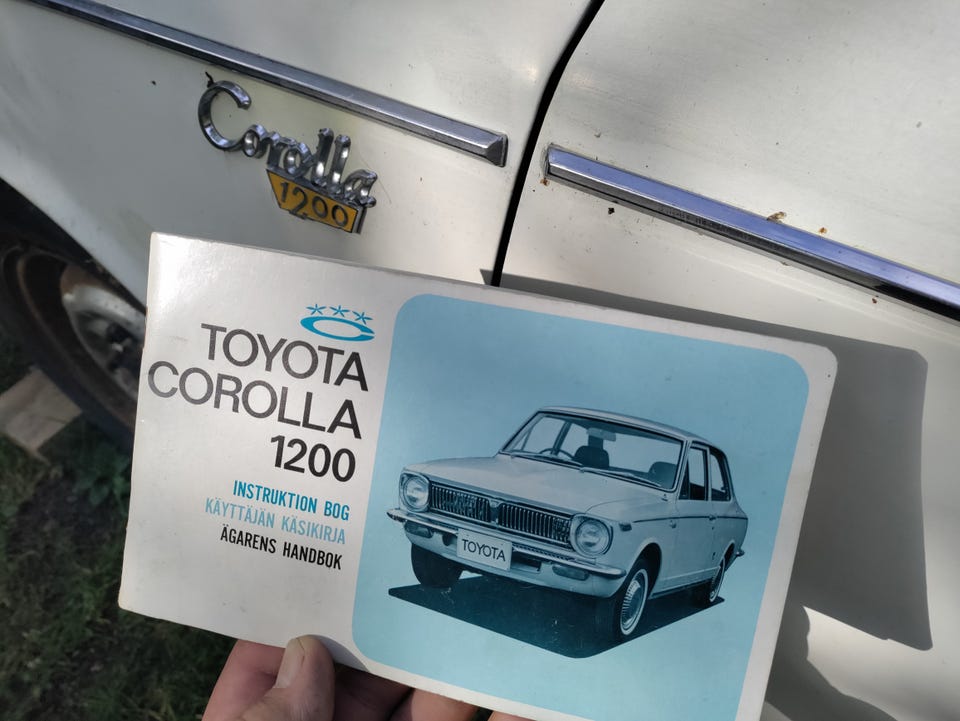 Corolla
1200
TOYOTA
COROLLA
1200
INSTRUKTION BOG
KÄYTTÄJÄN KÄSIKIRJA
ÄGARENS HANDBOK
TOYOTA